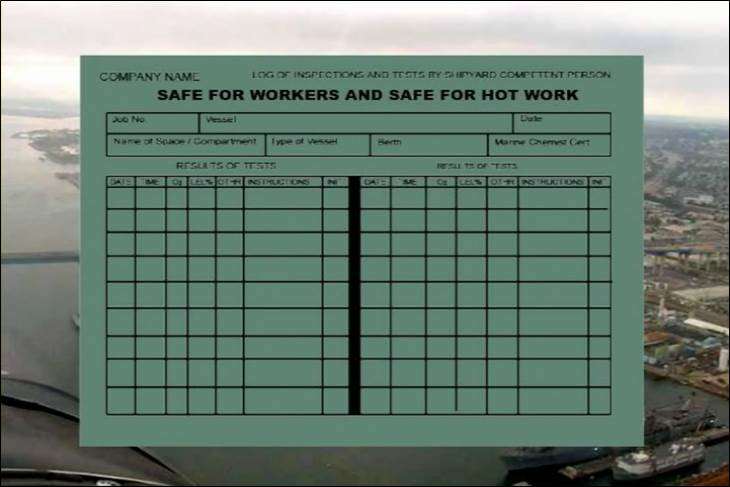 COMPANY NAME LOG OF INSPECTIONS AND TESTS BY SHIPYARD COMPETENT PERSON
SAFE FOR WORKERS AND SAFE FOR HOT WORK
Job No. Vessel Date
Name of Space / Compartment Type of Vessel Berth Marine Chemist Cert.
RESULTS OF TESTS RESULTS OF TESTS
DATE TIME O2 LEL% OTHR INSTRUCTIONS INIT DATE TIME O2 LEL% OTHR INSTRUCTIONS INIT